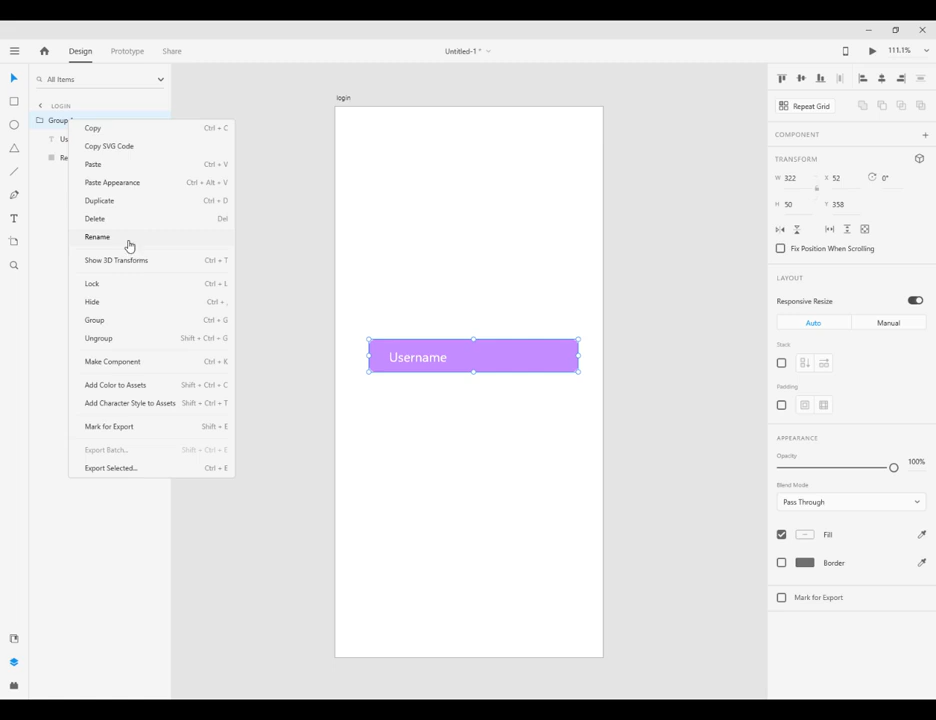 Design Prototype Share
Untitled-1 *
111.1%
All Items
LOGIN
Group
Us
Re
Copy Ctrl + C
Copy SVG Code
Paste Ctrl + V
Paste Appearance Ctrl + Alt + V
Duplicate Ctrl + D
Delete Del
Rename
Show 3D Transforms Ctrl + T
Lock Ctrl + L
Hide Ctrl + ,
Group Ctrl + G
Ungroup Shift + Ctrl + G
Make Component Ctrl + K
Add Color to Assets Shift + Ctrl + C
Add Character Style to Assets Shift + Ctrl + T
Mark for Export Shift + E
Export Batch... Shift + Ctrl + E
Export Selected... Ctrl + E
login
Username
Repeat Grid
COMPONENT
TRANSFORM
W 322 X 52 0°
H 50 Y 358
Fix Position When Scrolling
LAYOUT
Responsive Resize
Auto Manual
Stack
Padding
APPEARANCE
Opacity
100%
Blend Mode
Pass Through
Fill
Border
Mark for Export